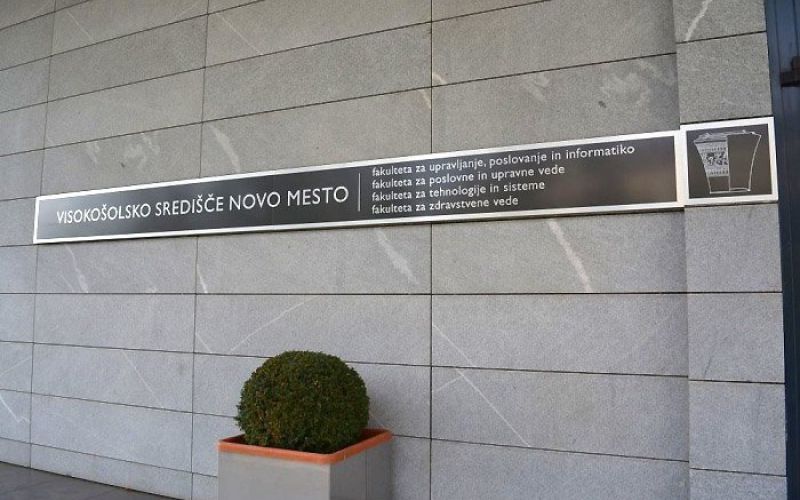 VISOKOŠOLSKO SREDIŠČE NOVO MESTO
fakulteta za upravljanje, poslovanje in informatiko
fakulteta za poslovne in upravne vede
fakulteta za tehnologije in sisteme
fakulteta za zdravstvene vede